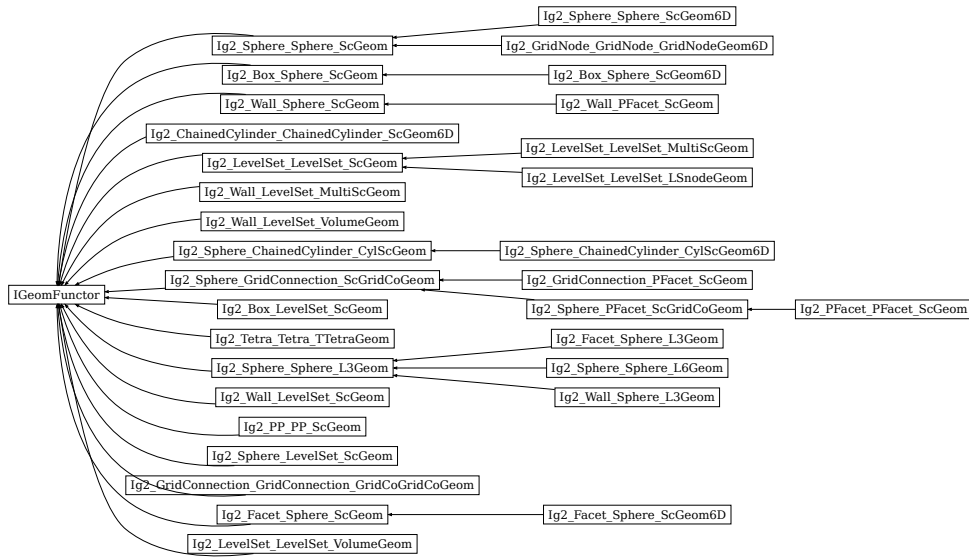 Ig2_Sphere_Sphere_ScGeom6D
Ig2_Sphere_Sphere_ScGeom
Ig2_GridNode_GridNode_GridNodeGeom6D
Ig2_Box_Sphere_ScGeom
Ig2_Box_Sphere_ScGeom6D
Ig2_Wall_Sphere_ScGeom
Ig2_Wall_PFacet_ScGeom
Ig2_ChainedCylinder_ChainedCylinder_ScGeom6D
Ig2_LevelSet_LevelSet_MultiScGeom
Ig2_LevelSet_LevelSet_ScGeom
Ig2_LevelSet_LevelSet_LSnodeGeom
Ig2_Wall_LevelSet_MultiScGeom
Ig2_Wall_LevelSet_VolumeGeom
Ig2_Sphere_ChainedCylinder_CylScGeom
Ig2_Sphere_ChainedCylinder_CylScGeom6D
Ig2_Sphere_GridConnection_ScGridCoGeom
Ig2_GridConnection_PFacet_ScGeom
IGeomFunctor
Ig2_Box_LevelSet_ScGeom
Ig2_Sphere_PFacet_ScGridCoGeom
Ig2_PFacet_PFacet_ScGeom
Ig2_Tetra_Tetra_TTetraGeom
Ig2_Facet_Sphere_L3Geom
Ig2_Sphere_Sphere_L3Geom
Ig2_Sphere_Sphere_L6Geom
Ig2_Wall_LevelSet_ScGeom
Ig2_Wall_Sphere_L3Geom
Ig2_PP_PP_ScGeom
Ig2_Sphere_LevelSet_ScGeom
Ig2_GridConnection_GridConnection_GridCoGridCoGeom
Ig2_Facet_Sphere_ScGeom
Ig2_Facet_Sphere_ScGeom6D
Ig2_LevelSet_LevelSet_VolumeGeom